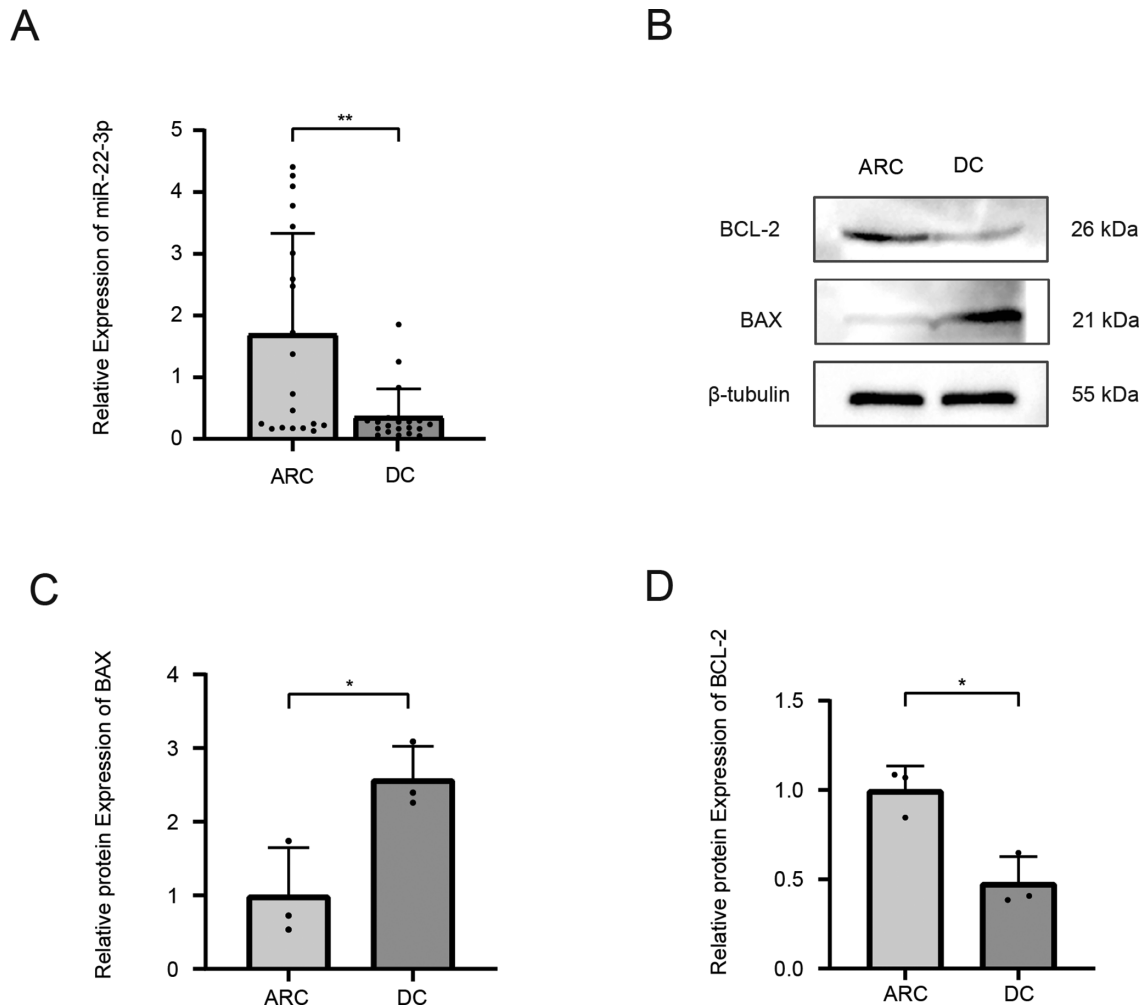 A
Relative Expression of miR-22-3p
5
4
3
2
1
0
**
ARC DC
B
ARC DC
BCL-2 26 kDa
BAX 21 kDa
β-tubulin 55 kDa
C
Relative protein Expression of BAX
4
3
2
1
0
*
ARC DC
D
Relative protein Expression of BCL-2
1.5
1.0
0.5
0.0
*
ARC DC